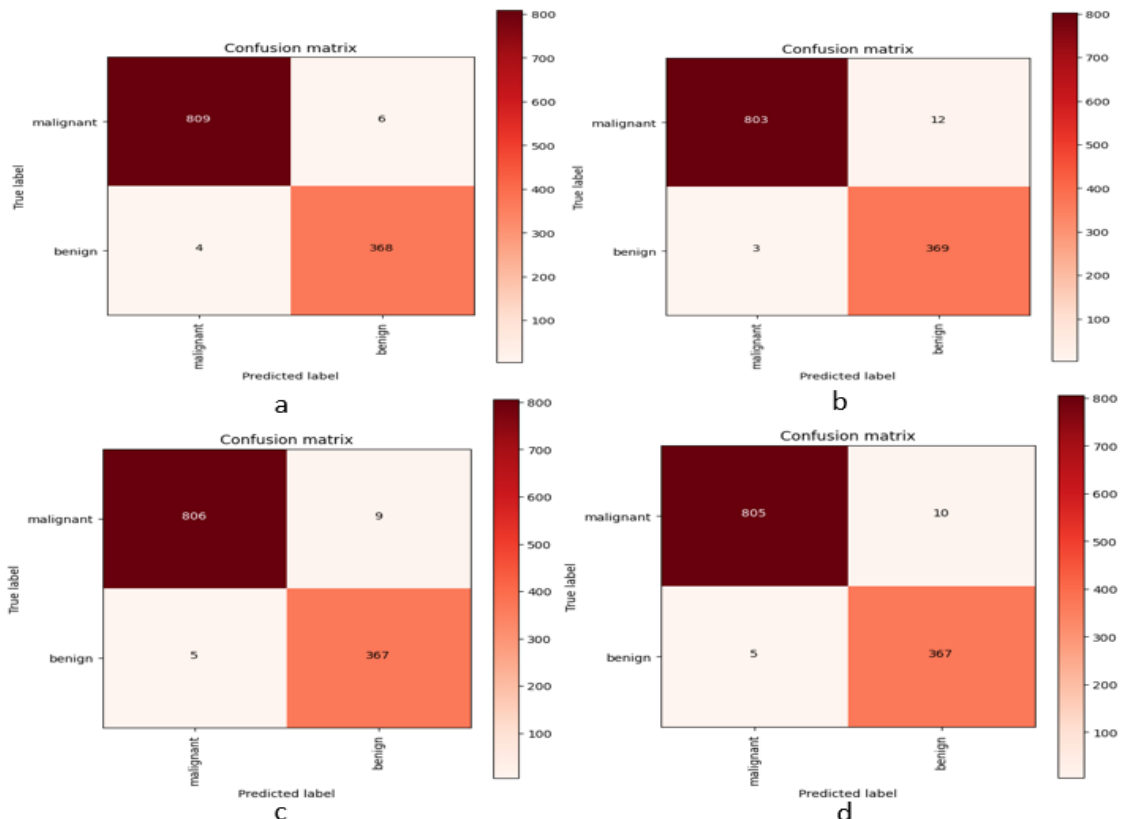 Confusion matrix
malignant
benign
True label
809
6
4
368
malignant
benign
Predicted label
800
700
600
500
400
300
200
100
a
Confusion matrix
malignant
benign
True label
803
12
3
369
malignant
benign
Predicted label
800
700
600
500
400
300
200
100
b
Confusion matrix
malignant
benign
True label
806
9
5
367
malignant
benign
Predicted label
800
700
600
500
400
300
200
100
c
Confusion matrix
malignant
benign
True label
805
10
5
367
malignant
benign
Predicted label
800
700
600
500
400
300
200
100
d